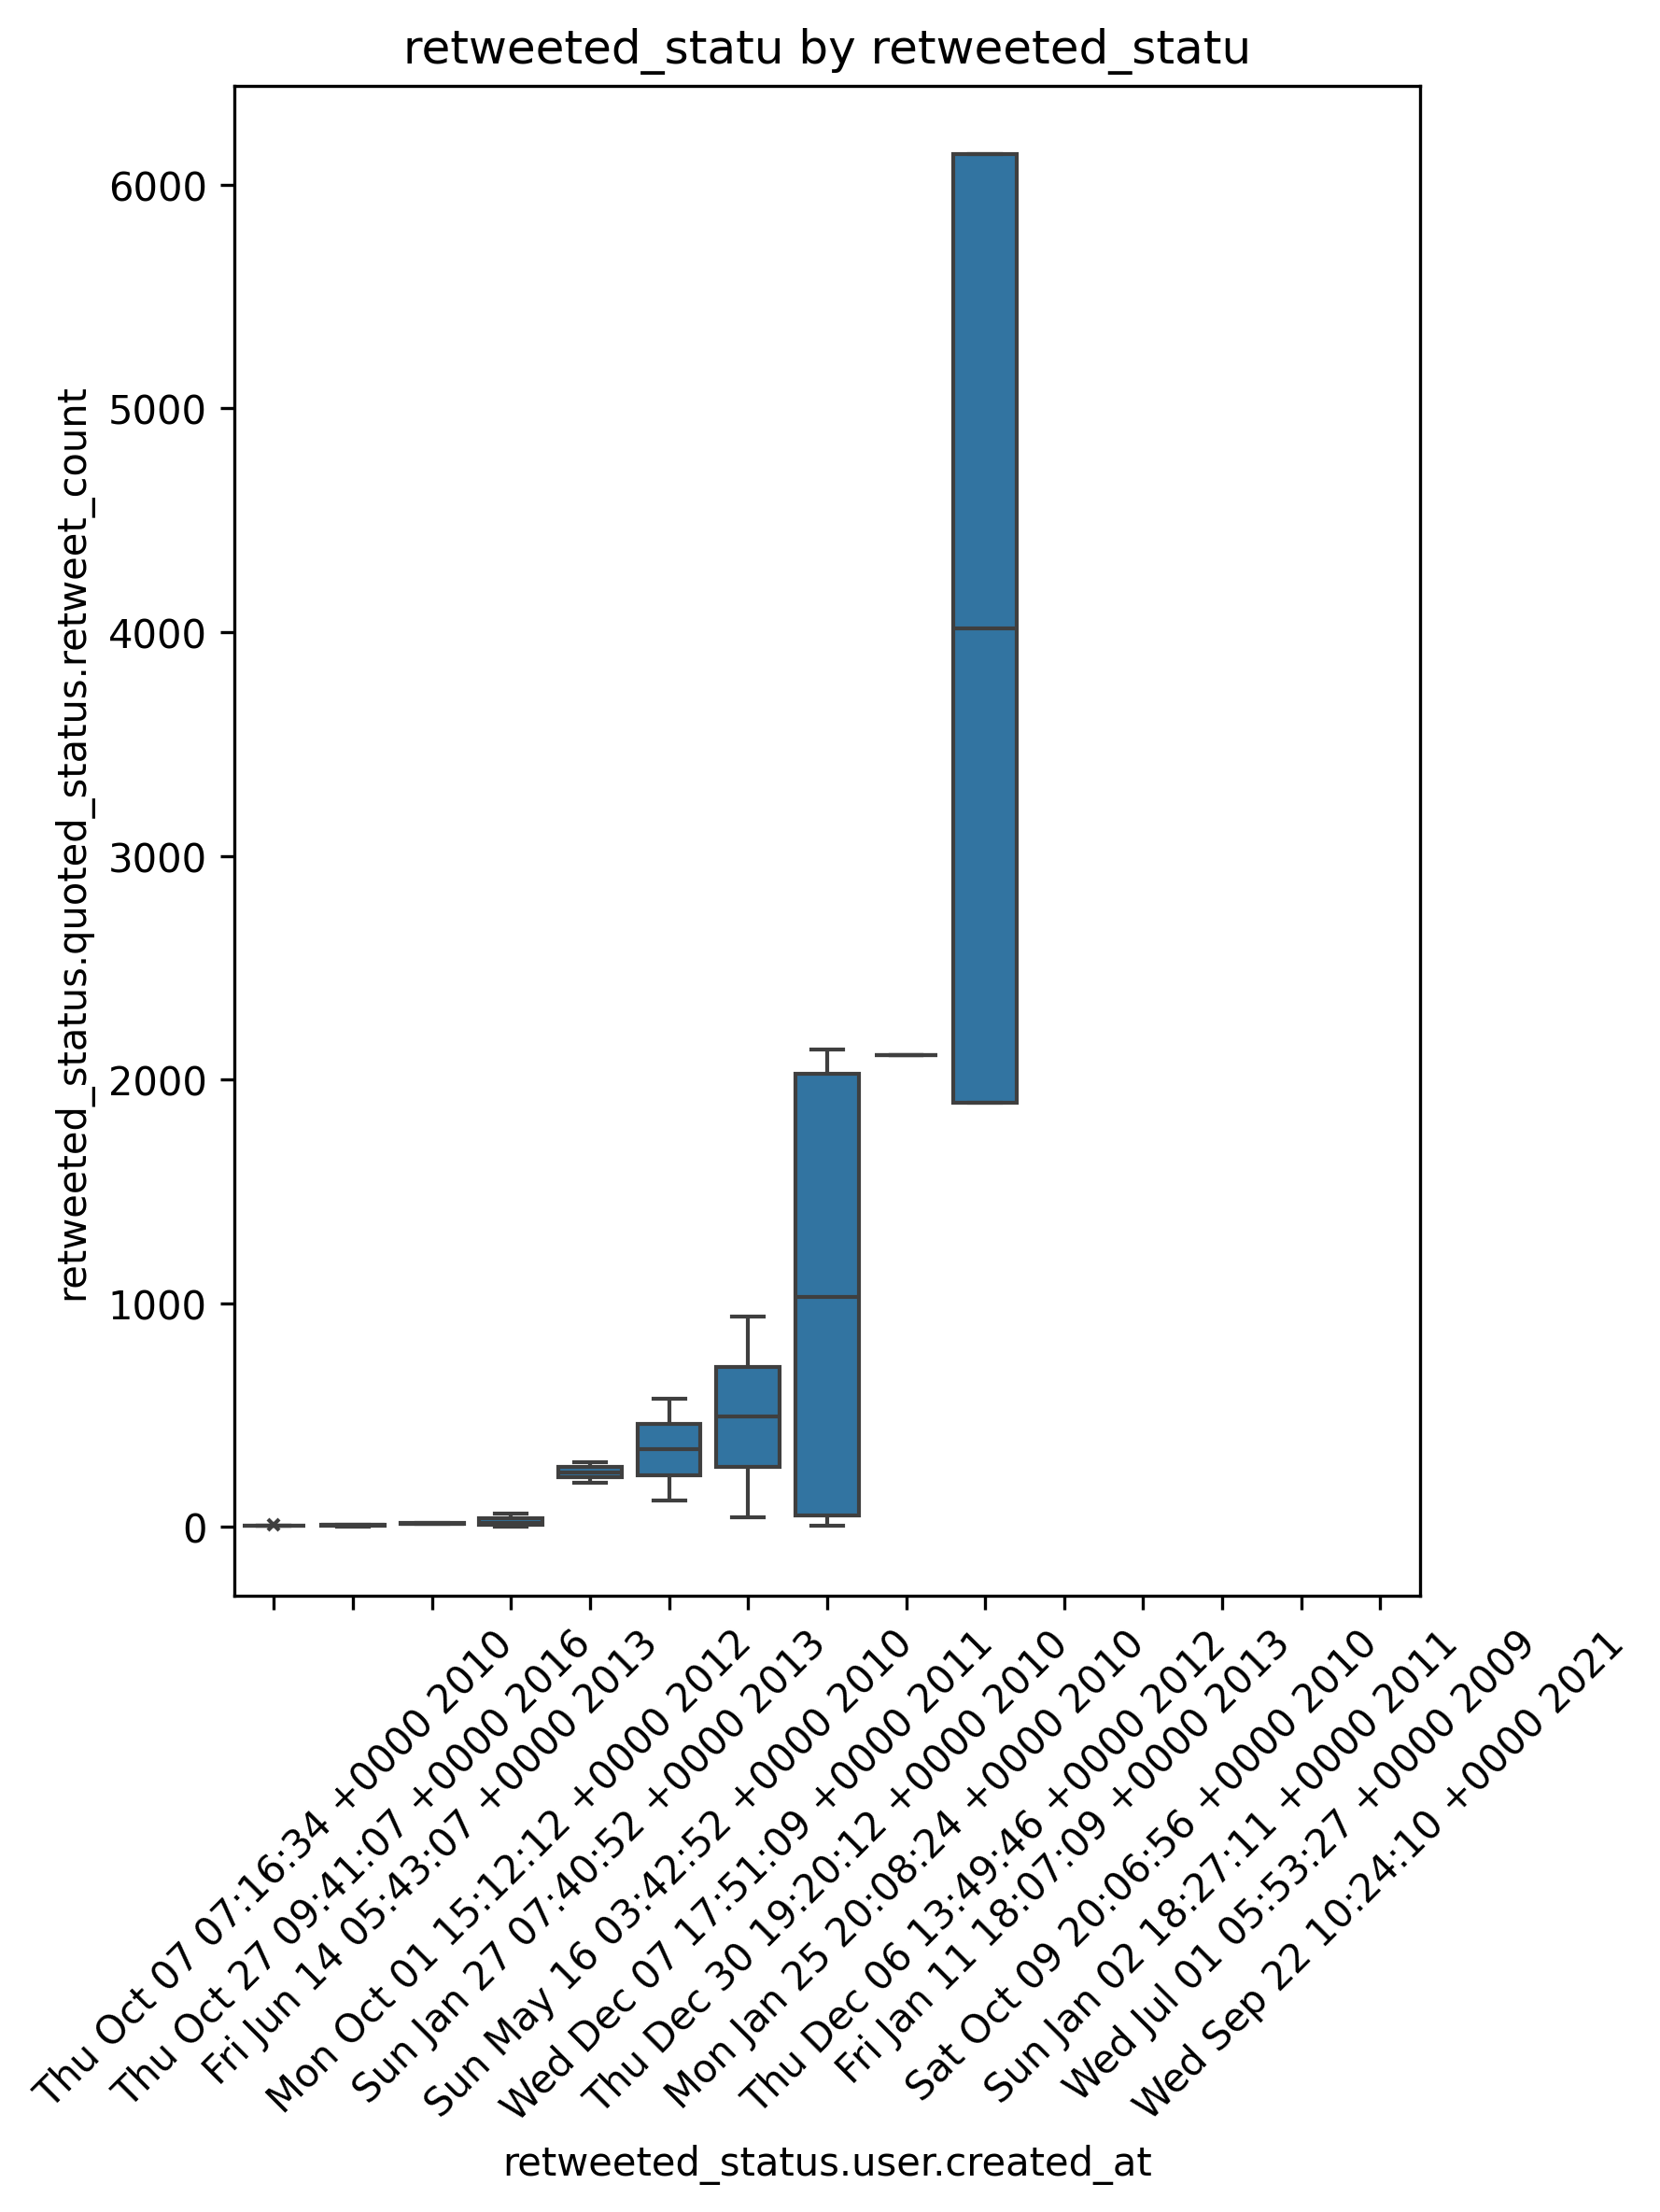 retweeted_statu by retweeted_statu
retweeted_status.quoted_status.retweet_count
6000
5000
4000
3000
2000
1000
0
Thu Oct 07 07:16:34 +0000 2010
Thu Oct 27 09:41:07 +0000 2016
Fri Jun 14 05:43:07 +0000 2013
Mon Oct 01 15:12:12 +0000 2012
Sun Jan 27 07:40:52 +0000 2013
Sun May 16 03:42:52 +0000 2010
Wed Dec 07 17:51:09 +0000 2011
Thu Dec 30 19:20:12 +0000 2010
Mon Jan 25 20:08:24 +0000 2010
Thu Dec 06 13:49:46 +0000 2012
Fri Jan 11 18:07:09 +0000 2013
Sat Oct 09 20:06:56 +0000 2010
Sun Jan 02 18:27:11 +0000 2011
Wed Jul 01 05:53:27 +0000 2009
Wed Sep 22 10:24:10 +0000 2021
retweeted_status.user.created_at